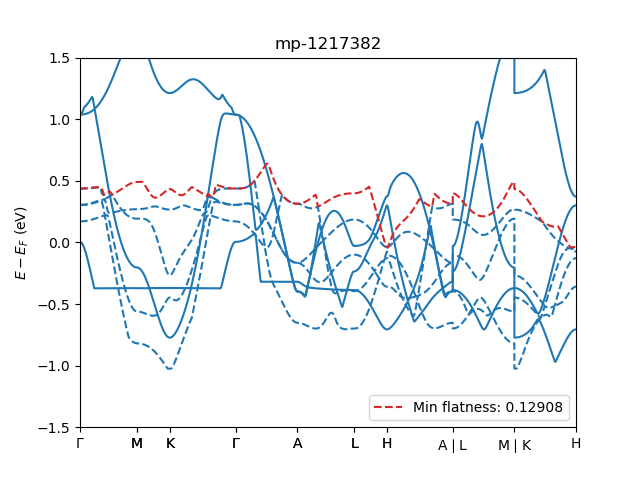 mp-1217382
E − E_F (eV)
1.5
1.0
0.5
0.0
−0.5
−1.0
−1.5
Min flatness: 0.12908
Γ M K Γ A L H A | L M | K H